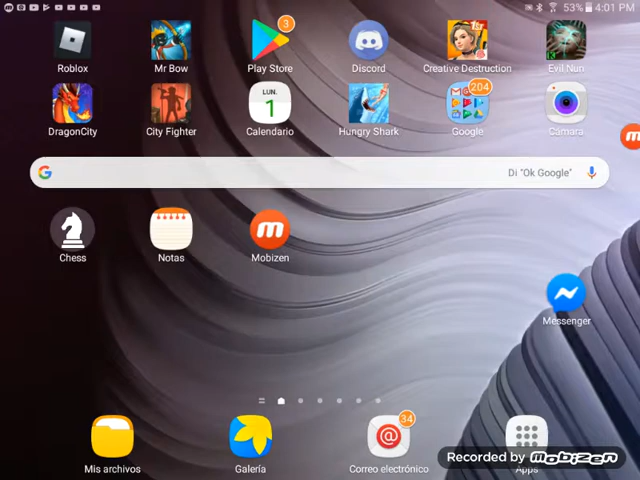 53% 4:01 PM
3
Roblox Mr Bow Play Store Discord Creative Destruction Evil Nun
LUN.
1
204
DragonCity City Fighter Calendario Hungry Shark Google Cámara
G Di "Ok Google"
Chess Notas Mobizen
Messenger
34
Mis archivos Galería Correo electrónico Apps
Recorded by Mobizen